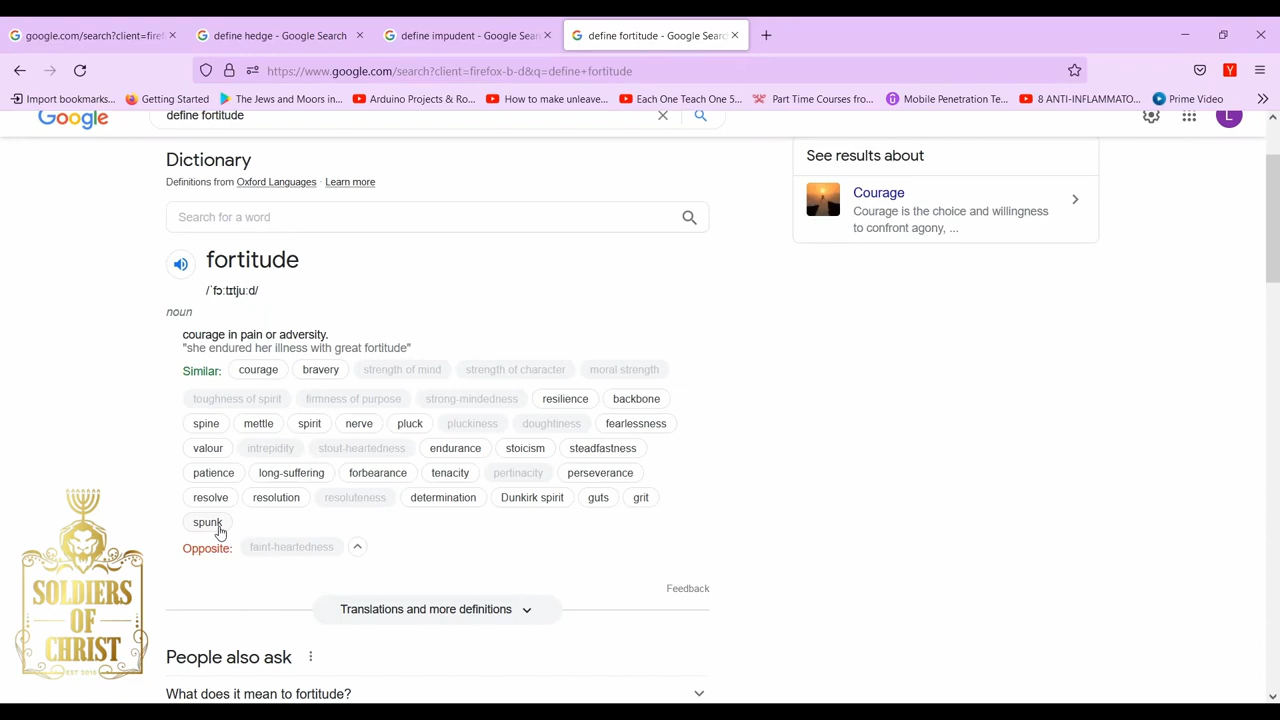 google.com/search?client=firef
define hedge - Google Search
define impudent - Google Sear
define fortitude - Google Searc
https://www.google.com/search?client=firefox-b-d&q=define+fortitude
Import bookmarks... Getting Started The Jews and Moors in... Arduino Projects & Ro... How to make unleave... Each One Teach One 5... Part Time Courses fro... Mobile Penetration Te... 8 ANTI-INFLAMMATO... Prime Video
Google define fortitude L
Dictionary
Definitions from Oxford Languages · Learn more
Search for a word
fortitude
/ˈfɔːtɪtjuːd/
noun
courage in pain or adversity.
"she endured her illness with great fortitude"
Similar: courage bravery strength of mind strength of character moral strength
toughness of spirit firmness of purpose strong-mindedness resilience backbone
spine mettle spirit nerve pluck pluckiness doughtiness fearlessness
valour intrepidity stout-heartedness endurance stoicism steadfastness
patience long-suffering forbearance tenacity pertinacity perseverance
resolve resolution resoluteness determination Dunkirk spirit guts grit
spunk
Opposite: faint-heartedness
Feedback
Translations and more definitions
People also ask
What does it mean to fortitude?
See results about
Courage
Courage is the choice and willingness
to confront agony, ...
SOLDIERS
OF
CHRIST
EST 2015